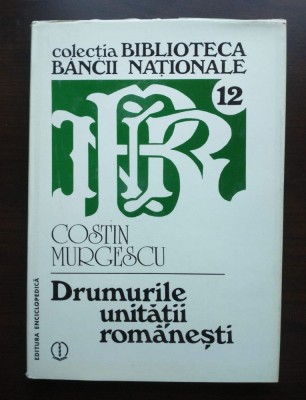 colecția BIBLIOTECA
BĂNCII NAȚIONALE
12
COSTIN
MURGESCU
Drumurile
unității
românești
EDITURA ENCICLOPEDICĂ